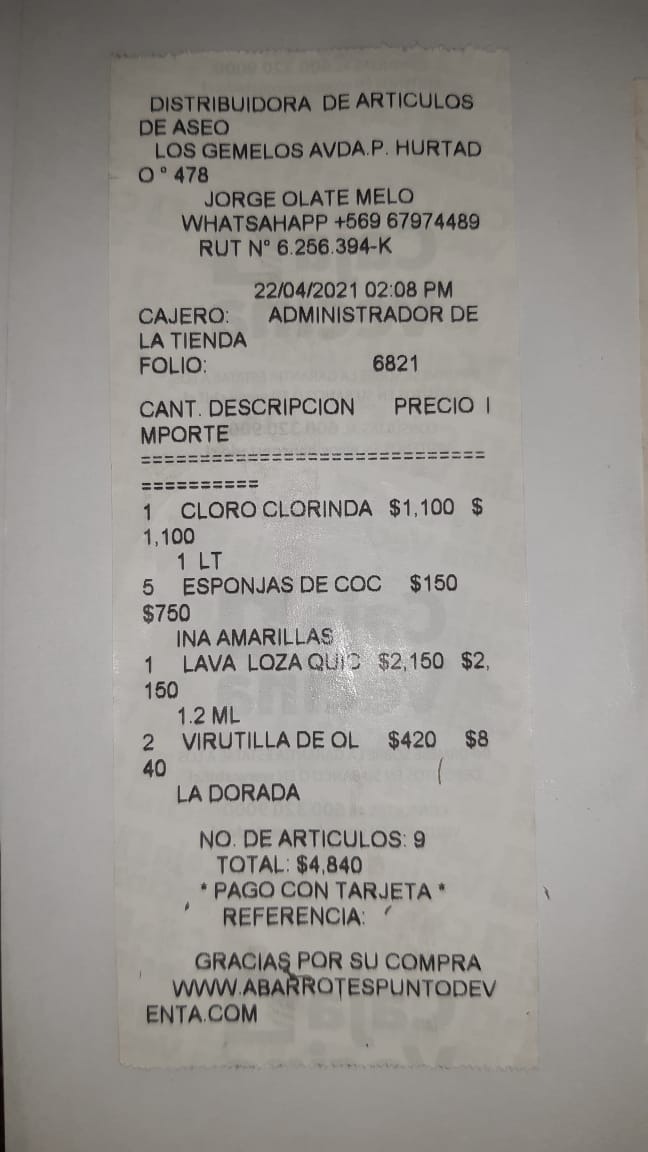 DISTRIBUIDORA DE ARTICULOS
DE ASEO
LOS GEMELOS AVDA.P. HURTAD
O ° 478
JORGE OLATE MELO
WHATSAHAPP +569 67974489
RUT N° 6.256.394-K
22/04/2021 02:08 PM
CAJERO: ADMINISTRADOR DE
LA TIENDA
FOLIO: 6821
CANT. DESCRIPCION PRECIO I
MPORTE
==============================
==========
1 CLORO CLORINDA $1,100 $
1,100
1 LT
5 ESPONJAS DE COC $150
$750
INA AMARILLAS
1 LAVA LOZA QUIC $2,150 $2,
150
1.2 ML
2 VIRUTILLA DE OL $420 $8
40
LA DORADA
NO. DE ARTICULOS: 9
TOTAL: $4,840
* PAGO CON TARJETA *
REFERENCIA:
GRACIAS POR SU COMPRA
WWW.ABARROTESPUNTODEV
ENTA.COM